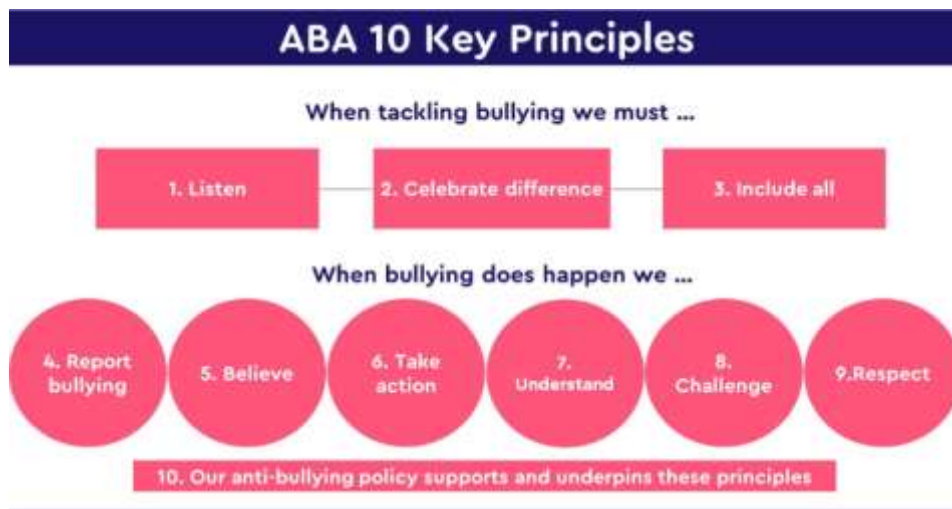 ABA 10 Key Principles
When tackling bullying we must ...
1. Listen
2. Celebrate difference
3. Include all
When bullying does happen we ...
4. Report
bullying
5. Believe
6. Take
action
7.
Understand
8.
Challenge
9.Respect
10. Our anti-bullying policy supports and underpins these principles